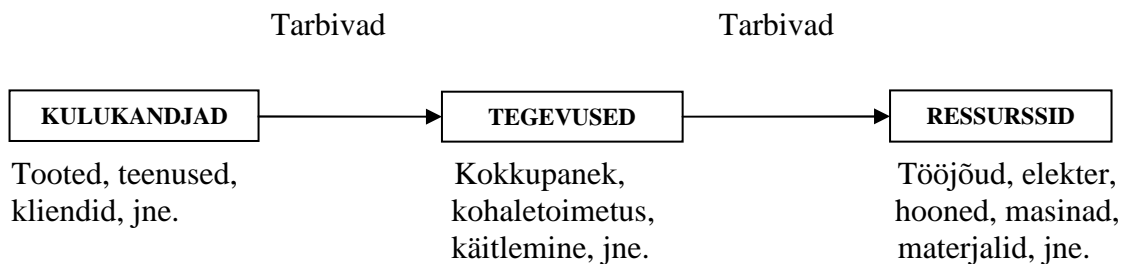 Tarbivad
Tarbivad
KULUKANDJAD
TEGEVUSED
RESSURSSID
Tooted, teenused,
kliendid, jne.
Kokkupanek,
kohaletoimetus,
käitlemine, jne.
Tööjõud, elekter,
hooned, masinad,
materjalid, jne.